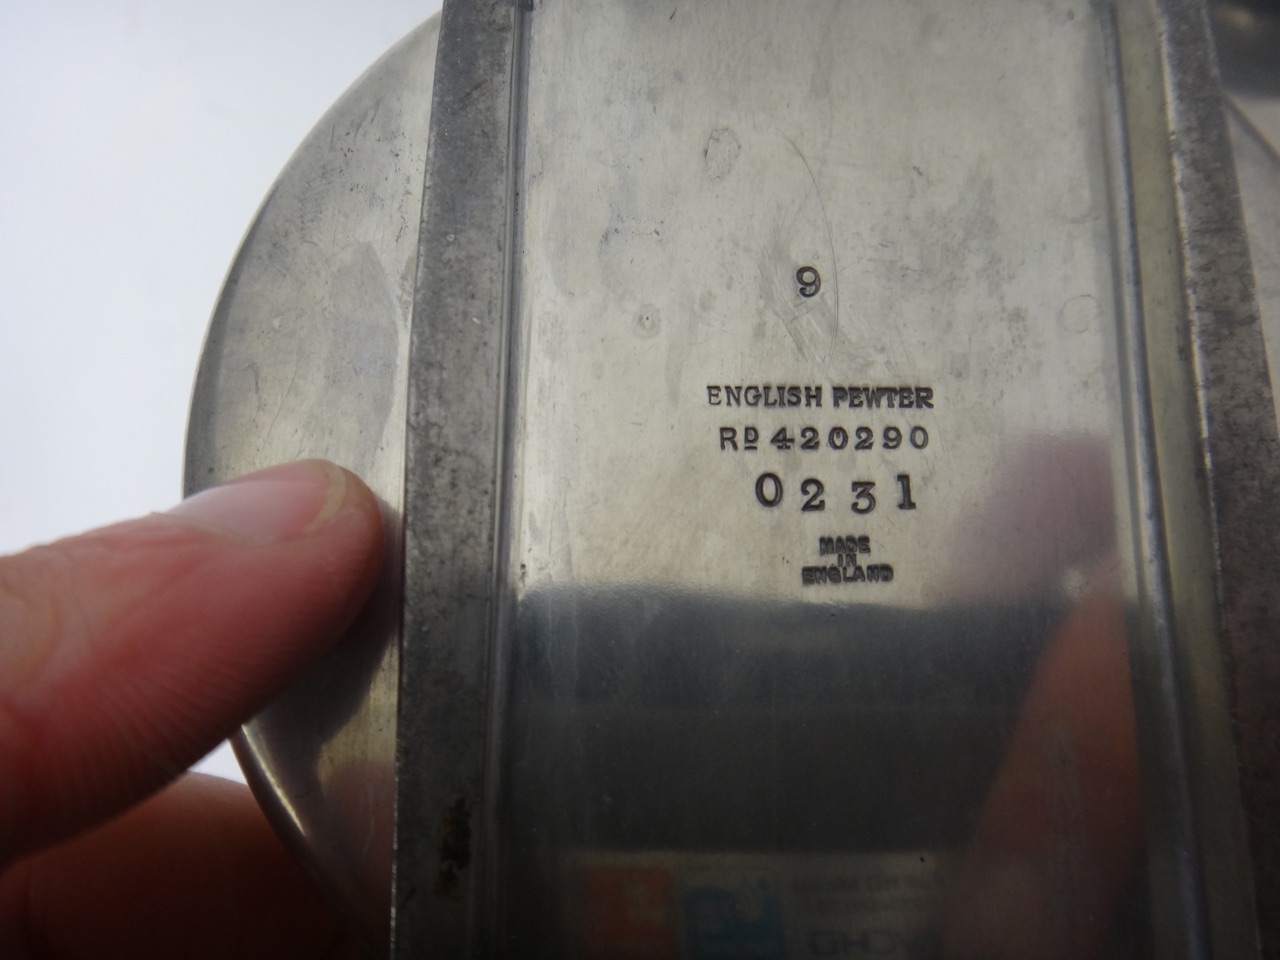 9
ENGLISH PEWTER
RD 420290
0231
MADE
IN
ENGLAND